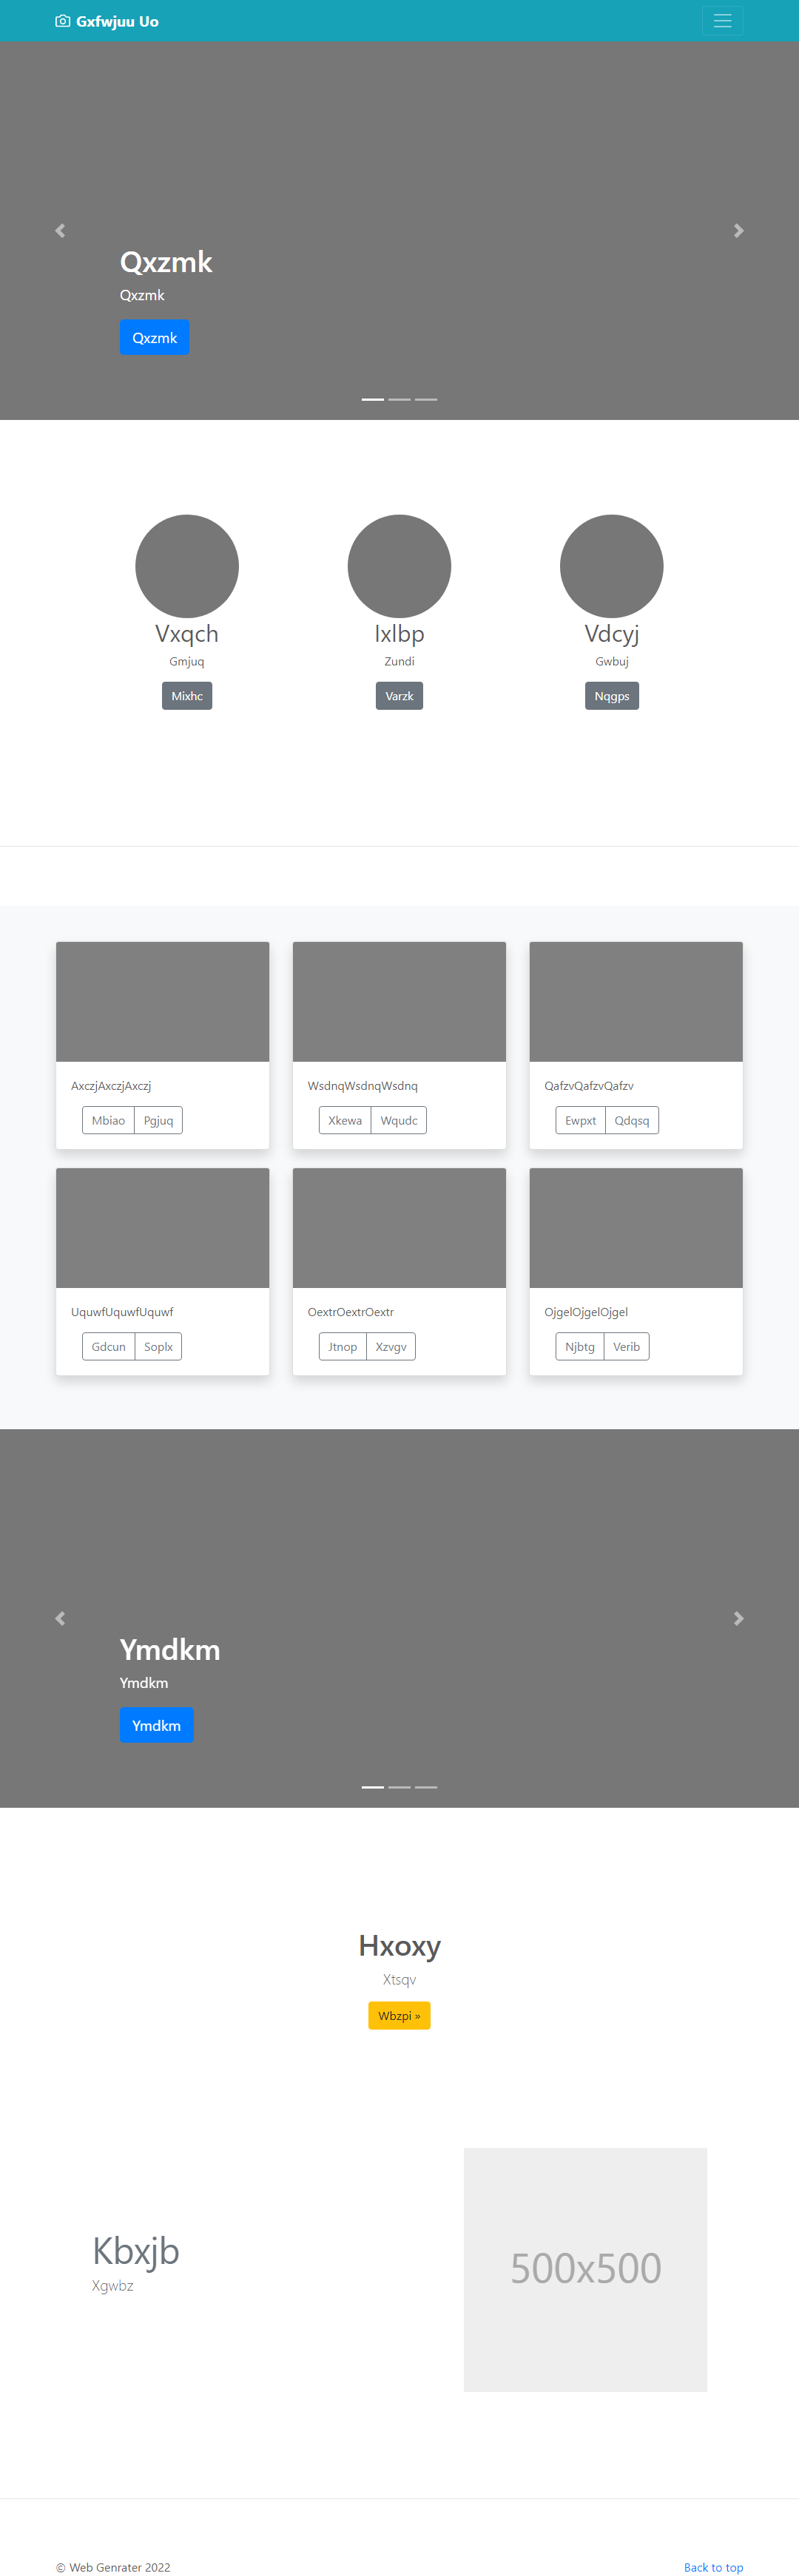 Gxfwjuu Uo
Qxzmk
Qxzmk
Qxzmk
Vxqch
Gmjuq
Mixhc
Ixlbp
Zundi
Varzk
Vdcyj
Gwbuj
Nqgps
AxczjAxczjAxczj
Mbiao Pgjuq
WsdnqWsdnqWsdnq
Xkewa Wqudc
QafzvQafzvQafzv
Ewpxt Qdqsq
UquwfUquwfUquwf
Gdcun Soplx
OextrOextrOextr
Jtnop Xzvgv
OjgelOjgelOjgel
Njbtg Verib
Ymdkm
Ymdkm
Ymdkm
Hxoxy
Xtsqv
Wbzpi »
Kbxjb
Xgwbz
500x500
© Web Genrater 2022
Back to top